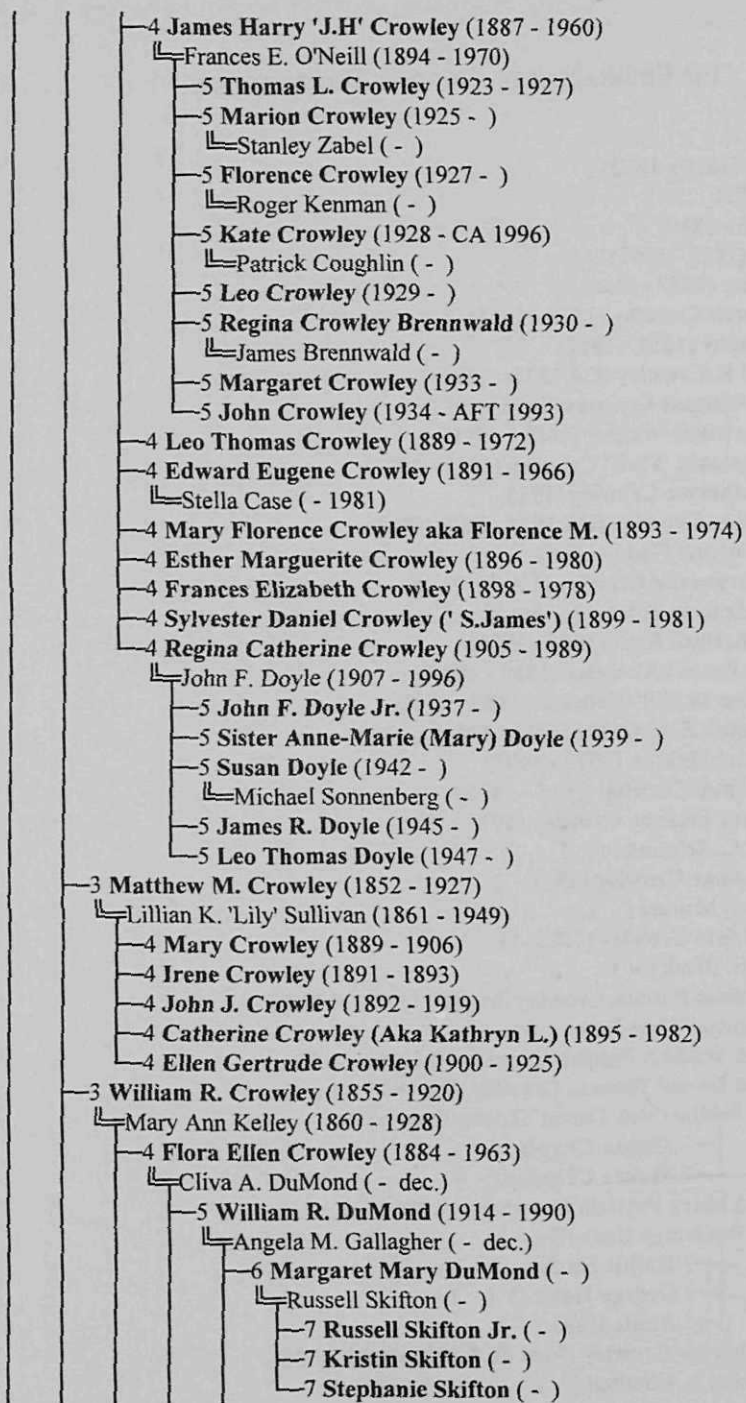 4 James Harry 'J.H' Crowley (1887 - 1960)
Frances E. O'Neill (1894 - 1970)
5 Thomas L. Crowley (1923 - 1927)
5 Marion Crowley (1925 - )
Stanley Zabel ( - )
5 Florence Crowley (1927 - )
Roger Kenman ( - )
5 Kate Crowley (1928 - CA 1996)
Patrick Coughlin ( - )
5 Leo Crowley (1929 - )
5 Regina Crowley Brennwald (1930 - )
James Brennwald ( - )
5 Margaret Crowley (1933 - )
5 John Crowley (1934 - AFT 1993)
4 Leo Thomas Crowley (1889 - 1972)
4 Edward Eugene Crowley (1891 - 1966)
Stella Case ( - 1981)
4 Mary Florence Crowley aka Florence M. (1893 - 1974)
4 Esther Marguerite Crowley (1896 - 1980)
4 Frances Elizabeth Crowley (1898 - 1978)
4 Sylvester Daniel Crowley (' S.James') (1899 - 1981)
4 Regina Catherine Crowley (1905 - 1989)
John F. Doyle (1907 - 1996)
5 John F. Doyle Jr. (1937 - )
5 Sister Anne-Marie (Mary) Doyle (1939 - )
5 Susan Doyle (1942 - )
Michael Sonnenberg ( - )
5 James R. Doyle (1945 - )
5 Leo Thomas Doyle (1947 - )
3 Matthew M. Crowley (1852 - 1927)
Lillian K. 'Lily' Sullivan (1861 - 1949)
4 Mary Crowley (1889 - 1906)
4 Irene Crowley (1891 - 1893)
4 John J. Crowley (1892 - 1919)
4 Catherine Crowley (Aka Kathryn L.) (1895 - 1982)
4 Ellen Gertrude Crowley (1900 - 1925)
3 William R. Crowley (1855 - 1920)
Mary Ann Kelley (1860 - 1928)
4 Flora Ellen Crowley (1884 - 1963)
Cliva A. DuMond ( - dec.)
5 William R. DuMond (1914 - 1990)
Angela M. Gallagher ( - dec.)
6 Margaret Mary DuMond ( - )
Russell Skifton ( - )
7 Russell Skifton Jr. ( - )
7 Kristin Skifton ( - )
7 Stephanie Skifton ( - )